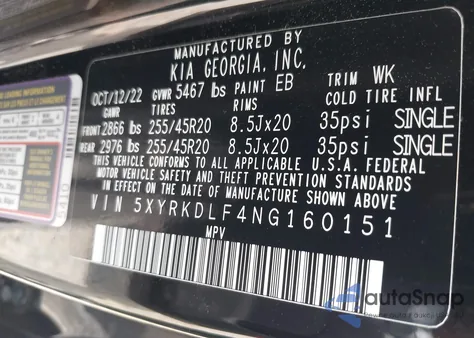 MANUFACTURED BY
KIA GEORGIA, INC.
OCT/12/22 GVWR 5467 lbs PAINT EB TRIM WK
GAWR TIRES RIMS COLD TIRE INFL
FRONT 2866 lbs 255/45R20 8.5Jx20 35psi SINGLE
REAR 2976 lbs 255/45R20 8.5Jx20 35psi SINGLE
THIS VEHICLE CONFORMS TO ALL APPLICABLE U.S.A. FEDERAL
MOTOR VEHICLE SAFETY AND THEFT PREVENTION STANDARDS
IN EFFECT ON THE DATE OF MANUFACTURE SHOWN ABOVE.
VIN 5XYRKDLF4NG160151
MPV
INFORMATION
autaSnap